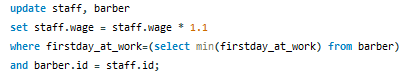 update staff, barber
set staff.wage = staff.wage * 1.1
where firstday_at_work=(select min(firstday_at_work) from barber)
and barber.id = staff.id;